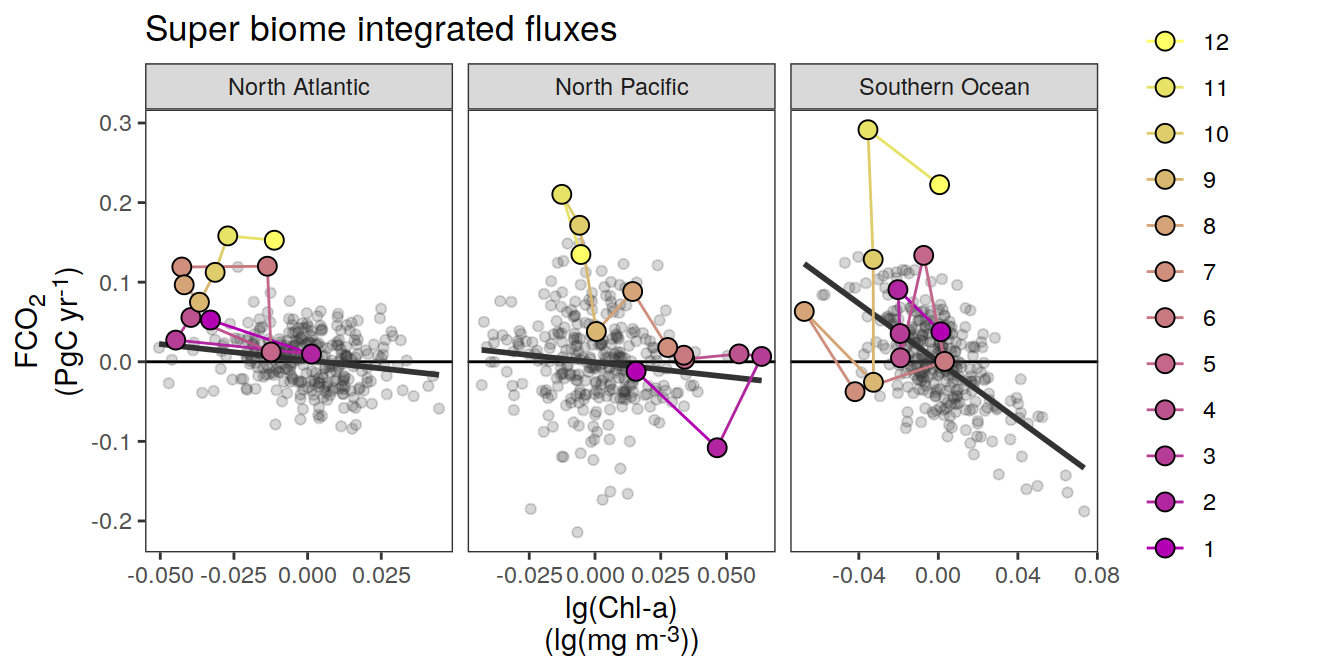 Super biome integrated fluxes
North Atlantic
North Pacific
Southern Ocean
0.3
0.2
0.1
0.0
-0.1
-0.2
FCO₂
(PgC yr⁻¹)
-0.050 -0.025 0.000 0.025
-0.025 0.000 0.025 0.050
-0.04 0.00 0.04 0.08
lg(Chl-a)
(lg(mg m⁻³))
12
11
10
9
8
7
6
5
4
3
2
1